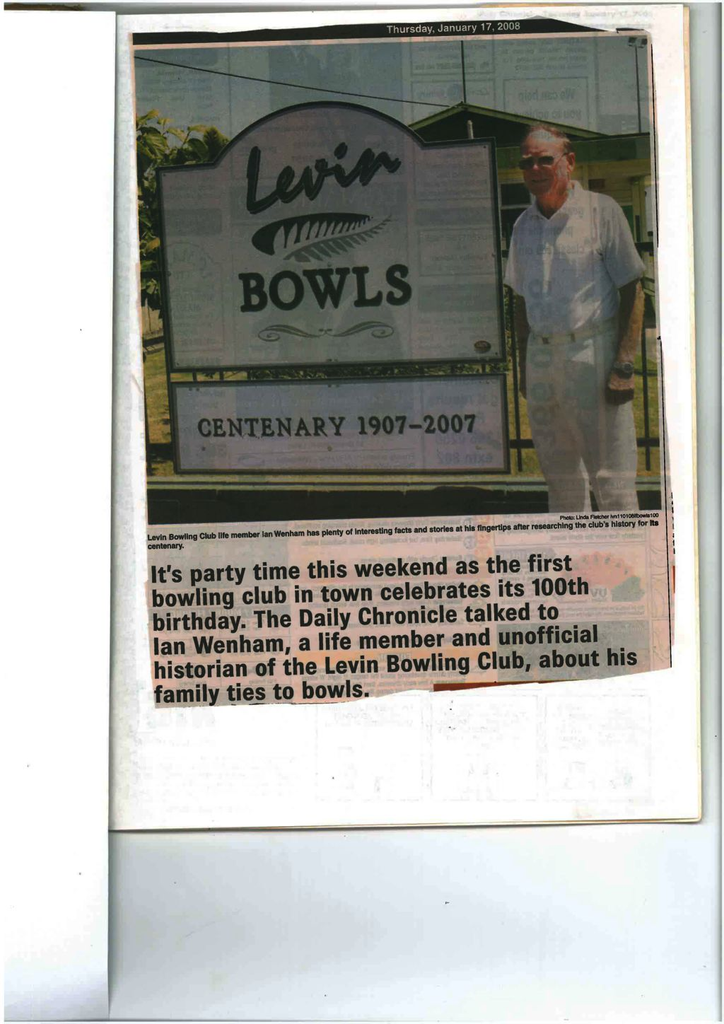 Thursday, January 17, 2008
Levin
BOWLS
CENTENARY 1907-2007
Photo: Linda Fletcher
Levin Bowling Club life member Ian Wenham has plenty of interesting facts and stories at his fingertips after researching the club's history for its
centenary.
It's party time this weekend as the first
bowling club in town celebrates its 100th
birthday. The Daily Chronicle talked to
Ian Wenham, a life member and unofficial
historian of the Levin Bowling Club, about his
family ties to bowls.